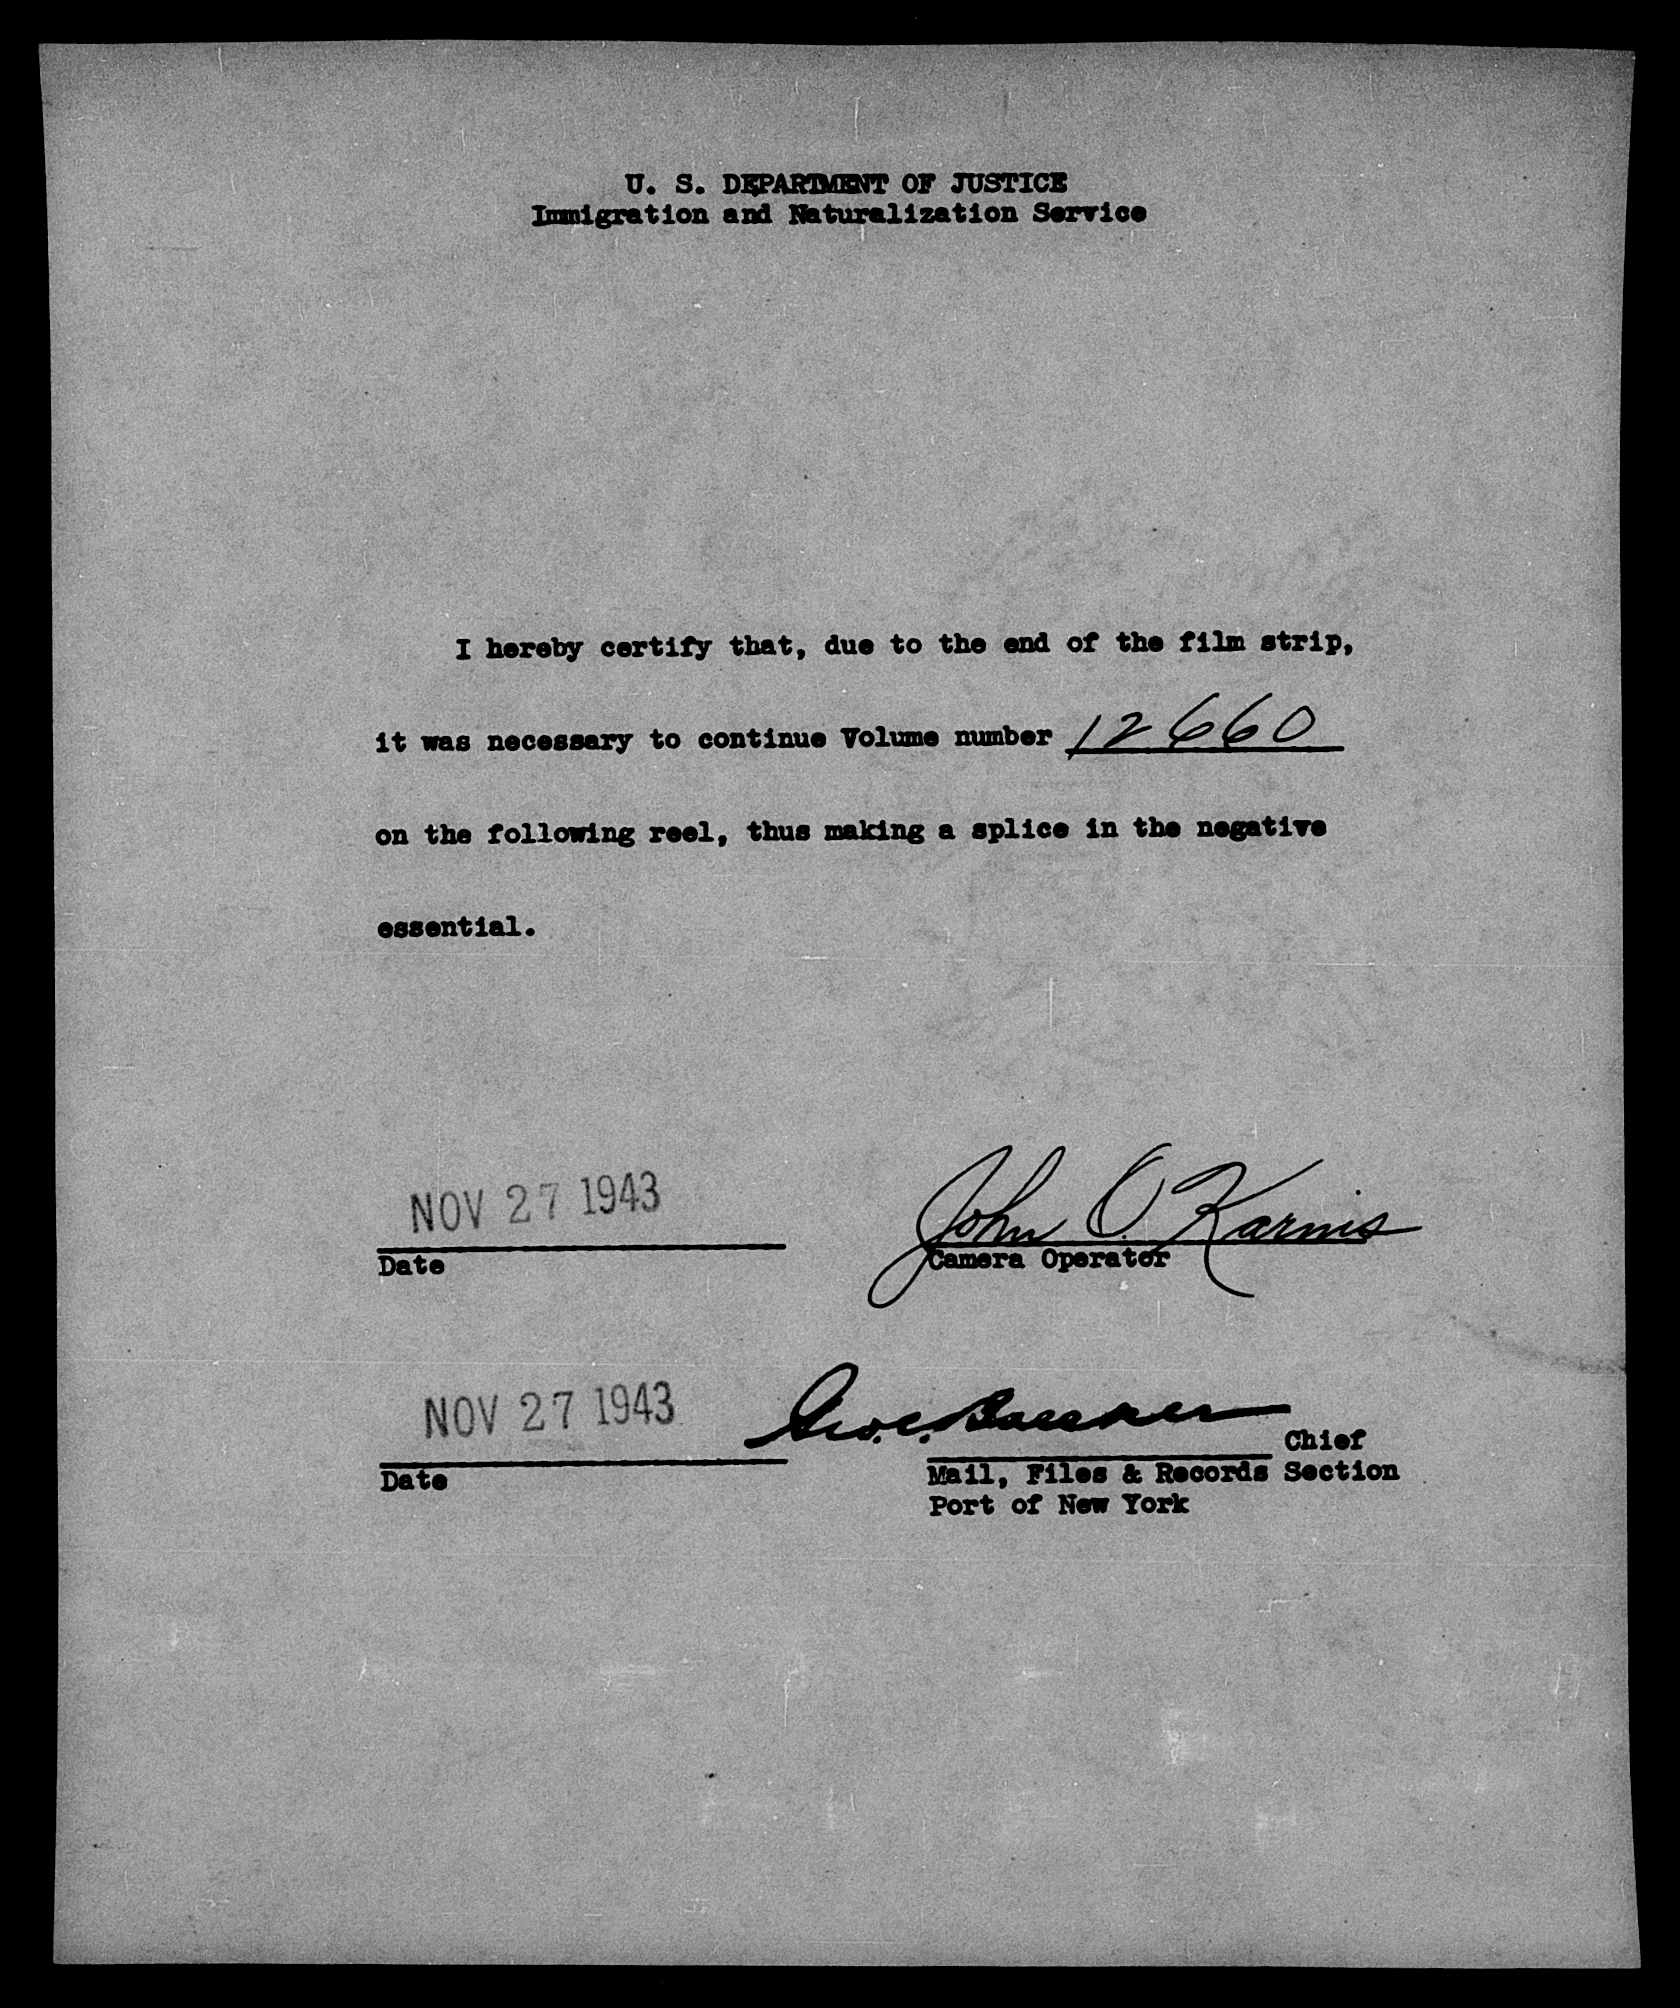 U. S. DEPARTMENT OF JUSTICE
Immigration and Naturalization Service
I hereby certify that, due to the end of the film strip,
it was necessary to continue Volume number 12660
on the following reel, thus making a splice in the negative
essential.
NOV 27 1943
John O. Karnis
Date
Camera Operator
NOV 27 1943
Geo. C.
Chief
Date
Mail, Files & Records Section
Port of New York